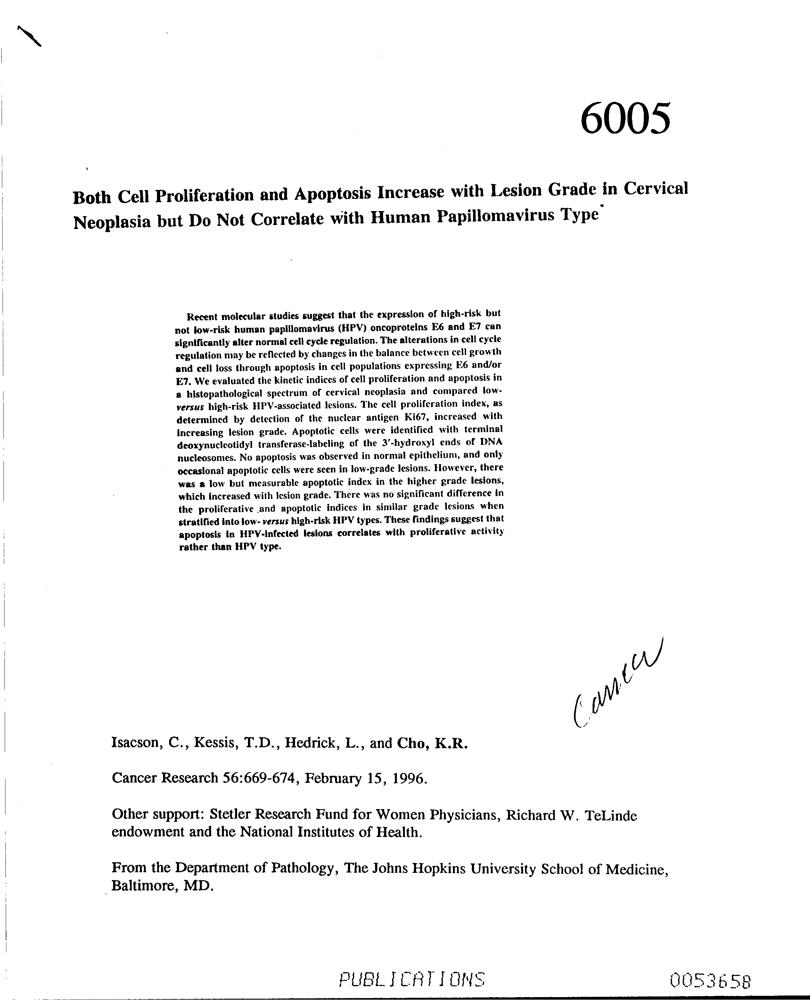 6005
Both Cell Proliferation and Apoptosis Increase with Lesion Grade in Cervical
Neoplasia but Do Not Correlate with Human Papillomavirus Type
Recent molecular studies suggest that the expression of high-risk but
not low-risk human papillomavirus (HPV) oncoproteins E6 and E7 can
significantly alter normal cell cycle regulation. The alterations in cell cycle
regulation may be reflected by changes in the balance between cell growth
and cell loss through apoptosis in cell populations expressing E6 and/or
E7. We evaluated the kinetic indices of cell proliferation and apoptosis in
a histopathological spectrum of cervical neoplasia and compared low-
versus high-risk HPV-associated lesions. The cell proliferation index, as
determined by detection of the nuclear antigen Ki67, increased with
increasing lesion grade. Apoptotic cells were identified with terminal
deoxynucleotidyl transferase-labeling of the 3'-hydroxyl ends of DNA
nucleosomes. No apoptosis was observed in normal epithelium, and only
occasional apoptotic cells were seen in low-grade lesions. However, there
was a low but measurable apoptotic index in the higher grade lesions,
which increased with lesion grade. There was no significant difference in
the proliferative and apoptotic indices in similar grade lesions when
stratified into low- versus high-risk HPV types. These findings suggest that
apoptosis in HPV-infected lesions correlates with proliferative activity
rather than HPV type.
Cancer
Isacson, C., Kessis, T.D., Hedrick, L., and Cho, K.R.
Cancer Research 56:669-674, February 15, 1996.
Other support: Stetler Research Fund for Women Physicians, Richard W. TeLinde
endowment and the National Institutes of Health.
From the Department of Pathology, The Johns Hopkins University School of Medicine,
Baltimore, MD.
PUBLICATIONS
0053658